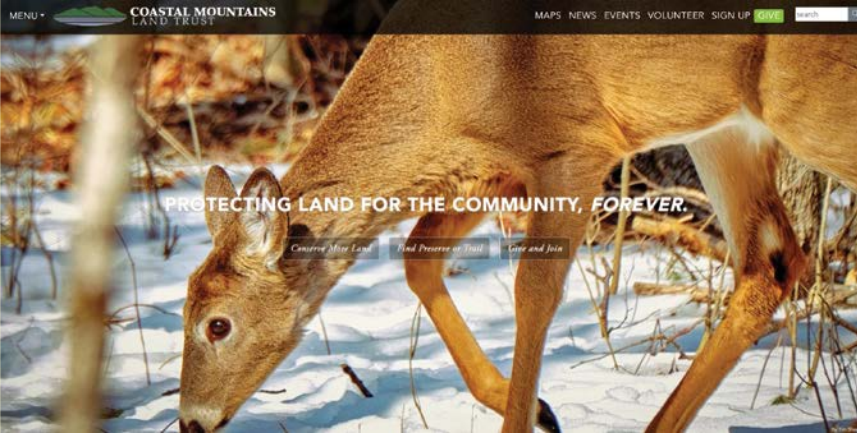 MENU
COASTAL MOUNTAINS
LAND TRUST
MAPS NEWS EVENTS VOLUNTEER SIGN UP GIVE
search
PROTECTING LAND FOR THE COMMUNITY, FOREVER.
Conserve More Land Find Preserve or Trail Give and Join